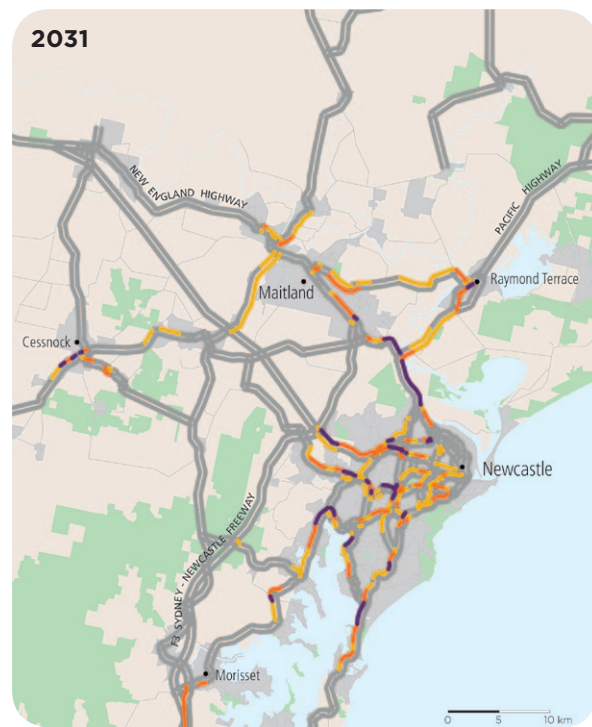 2031
NEW ENGLAND HIGHWAY
PACIFIC HIGHWAY
Raymond Terrace
Maitland
Cessnock
Newcastle
F3 SYDNEY - NEWCASTLE FREEWAY
Morisset
0 5 10 km